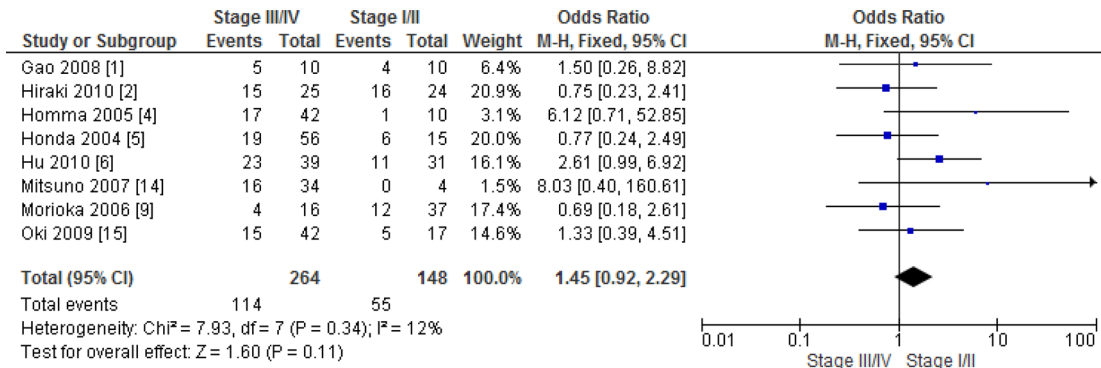 Stage III/IV Stage I/II Odds Ratio Odds Ratio
Study or Subgroup Events Total Events Total Weight M-H, Fixed, 95% CI M-H, Fixed, 95% CI
Gao 2008 [1] 5 10 4 10 6.4% 1.50 [0.26, 8.82]
Hiraki 2010 [2] 15 25 16 24 20.9% 0.75 [0.23, 2.41]
Homma 2005 [4] 17 42 1 10 3.1% 6.12 [0.71, 52.85]
Honda 2004 [5] 19 56 6 15 20.0% 0.77 [0.24, 2.49]
Hu 2010 [6] 23 39 11 31 16.1% 2.61 [0.99, 6.92]
Mitsuno 2007 [14] 16 34 0 4 1.5% 8.03 [0.40, 160.61]
Morioka 2006 [9] 4 16 12 37 17.4% 0.69 [0.18, 2.61]
Oki 2009 [15] 15 42 5 17 14.6% 1.33 [0.39, 4.51]
Total (95% CI) 264 148 100.0% 1.45 [0.92, 2.29]
Total events 114 55
Heterogeneity: Chi² = 7.93, df = 7 (P = 0.34); I² = 12%
Test for overall effect: Z = 1.60 (P = 0.11)
0.01 0.1 1 10 100
Stage III/IV Stage I/II